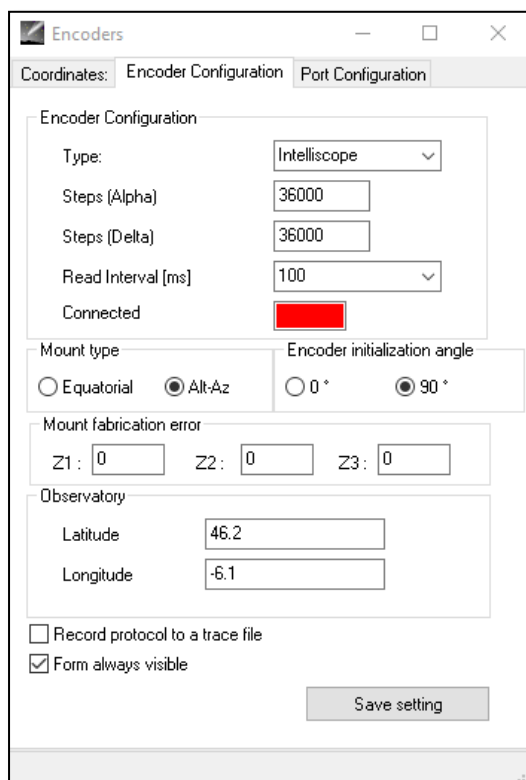 Encoders
Coordinates: Encoder Configuration Port Configuration
Encoder Configuration
Type: Intelliscope
Steps (Alpha) 36000
Steps (Delta) 36000
Read Interval [ms] 100
Connected
Mount type Encoder initialization angle
Equatorial Alt-Az 0 ° 90 °
Mount fabrication error
Z1 : 0 Z2 : 0 Z3 : 0
Observatory
Latitude 46.2
Longitude -6.1
Record protocol to a trace file
Form always visible
Save setting